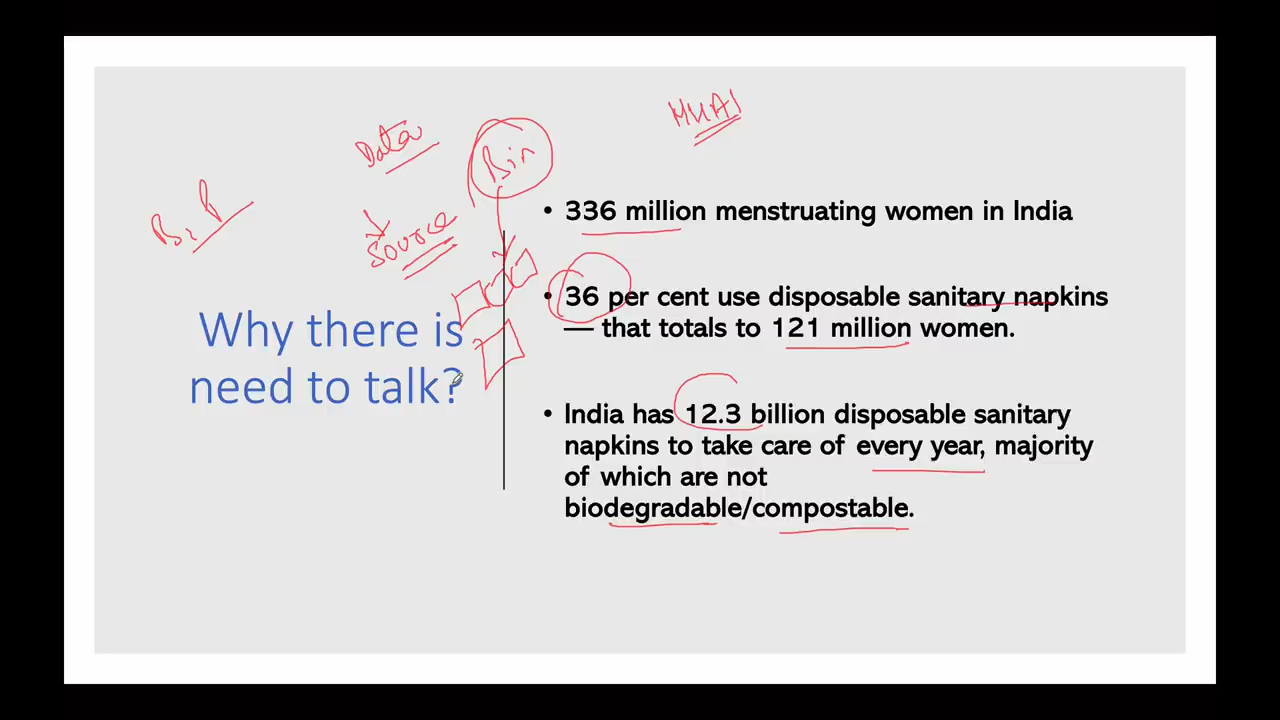 MHAI
Data
Bin
Source
Why there is
need to talk?
• 336 million menstruating women in India
• 36 per cent use disposable sanitary napkins
— that totals to 121 million women.
• India has 12.3 billion disposable sanitary
napkins to take care of every year, majority
of which are not
biodegradable/compostable.